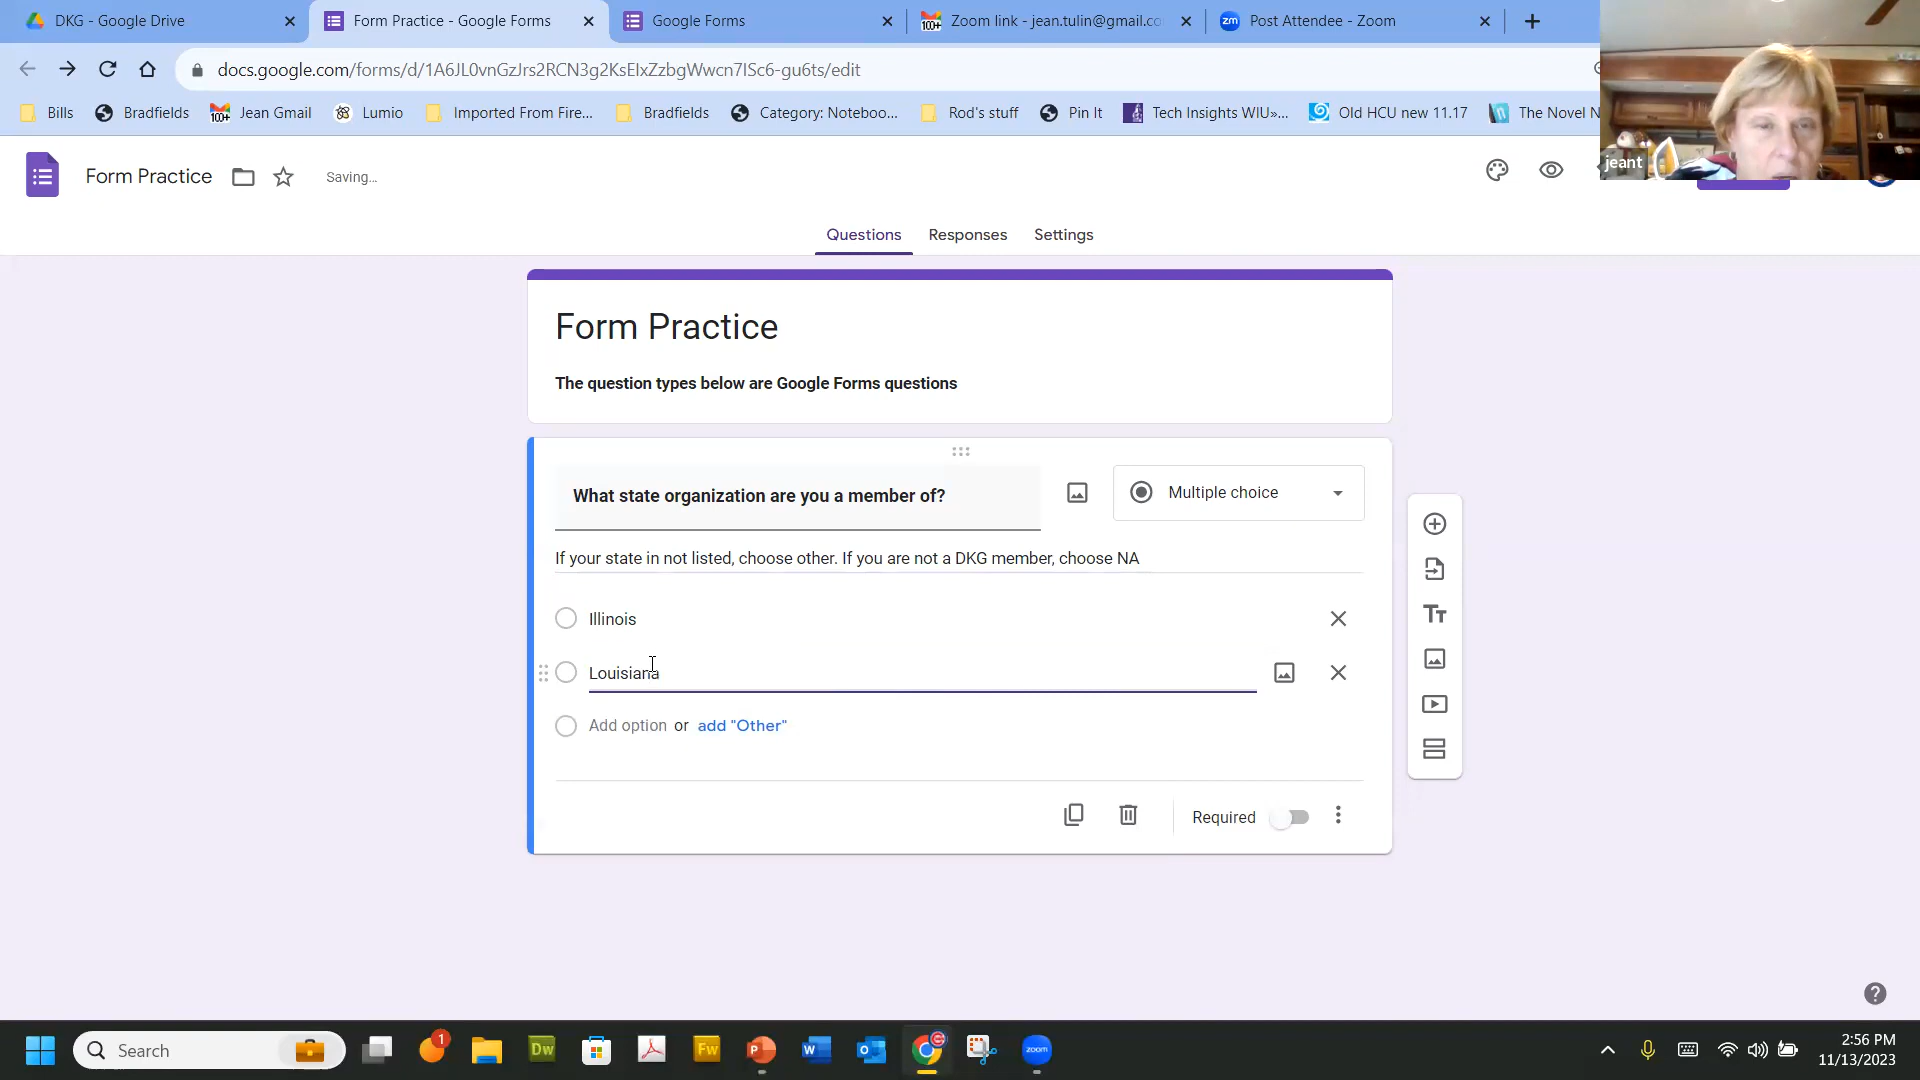 DKG - Google Drive
Form Practice - Google Forms
Google Forms
Zoom link - jean.tulin@gmail.co
Post Attendee - Zoom
docs.google.com/forms/d/1A6JL0vnGzJrs2RCN3g2KsEIxZzbgWwcn7ISc6-gu6ts/edit
Bills
Bradfields
Jean Gmail
Lumio
Imported From Fire...
Bradfields
Category: Noteboo...
Rod's stuff
Pin It
Tech Insights WIU»...
Old HCU new 11.17
The Novel N
jeant
Form Practice
Saving...
Questions
Responses
Settings
Form Practice
The question types below are Google Forms questions
What state organization are you a member of?
Multiple choice
If your state in not listed, choose other. If you are not a DKG member, choose NA
Illinois
Louisiana
Add option or add "Other"
Required
Search
1
Dw
Fw
zoom
2:56 PM
11/13/2023